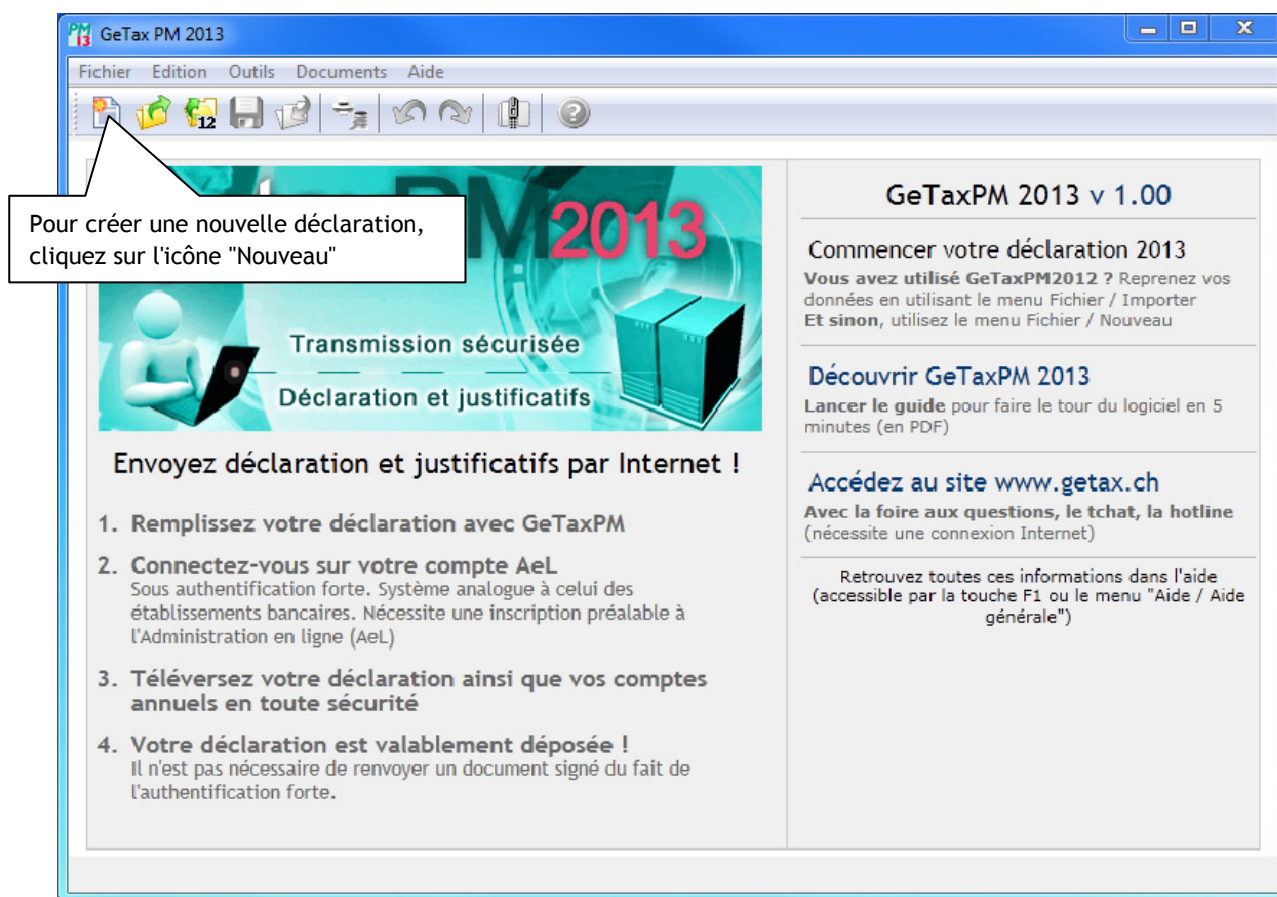 GeTax PM 2013
Fichier Edition Outils Documents Aide
12
Pour créer une nouvelle déclaration,
cliquez sur l'icône "Nouveau"
PM2013
Transmission sécurisée
Déclaration et justificatifs
Envoyez déclaration et justificatifs par Internet !
1. Remplissez votre déclaration avec GeTaxPM
2. Connectez-vous sur votre compte AeL
Sous authentification forte. Système analogue à celui des
établissements bancaires. Nécessite une inscription préalable à
l'Administration en ligne (AeL)
3. Téléversez votre déclaration ainsi que vos comptes
annuels en toute sécurité
4. Votre déclaration est valablement déposée !
Il n'est pas nécessaire de renvoyer un document signé du fait de
l'authentification forte.
GeTaxPM 2013 v 1.00
Commencer votre déclaration 2013
Vous avez utilisé GeTaxPM2012 ? Reprenez vos
données en utilisant le menu Fichier / Importer
Et sinon, utilisez le menu Fichier / Nouveau
Découvrir GeTaxPM 2013
Lancer le guide pour faire le tour du logiciel en 5
minutes (en PDF)
Accédez au site www.getax.ch
Avec la foire aux questions, le tchat, la hotline
(nécessite une connexion Internet)
Retrouvez toutes ces informations dans l'aide
(accessible par la touche F1 ou le menu "Aide / Aide
générale")